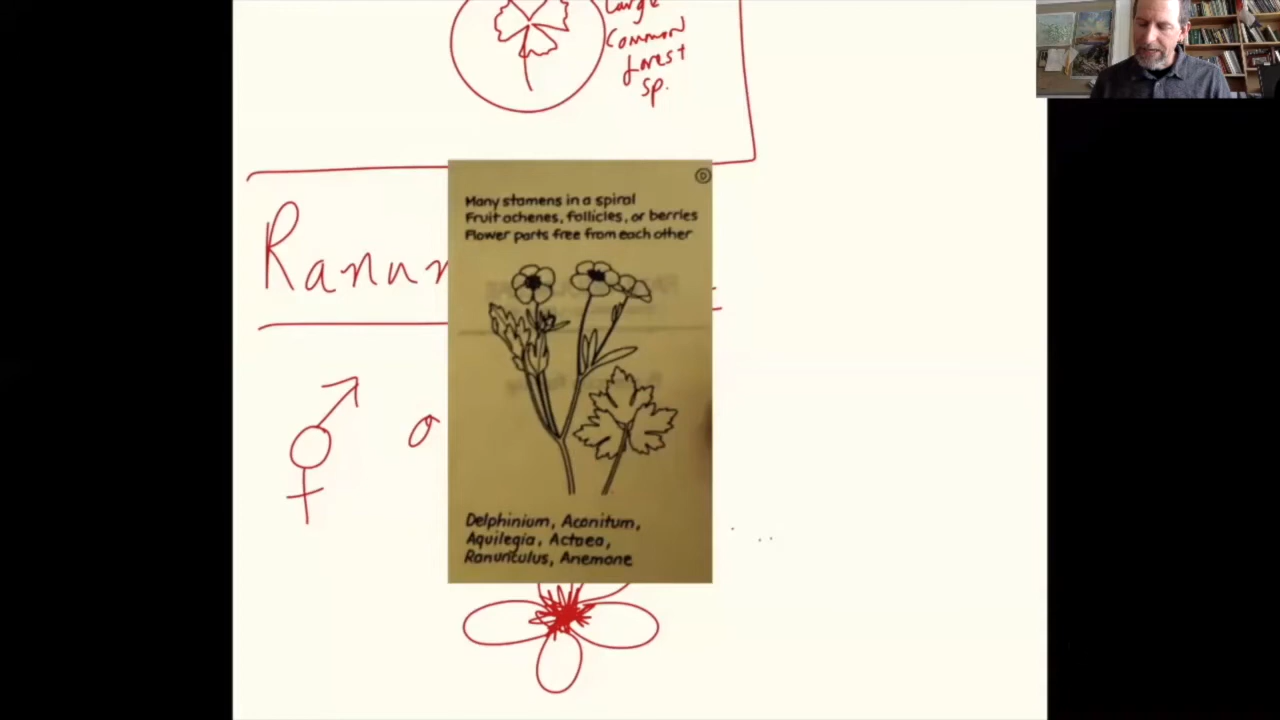 Large
Common
forest
sp.
Many stamens in a spiral
Fruit achenes, follicles, or berries
Flower parts free from each other
Ranun
Delphinium, Aconitum,
Aquilegia, Actaea,
Ranunculus, Anemone